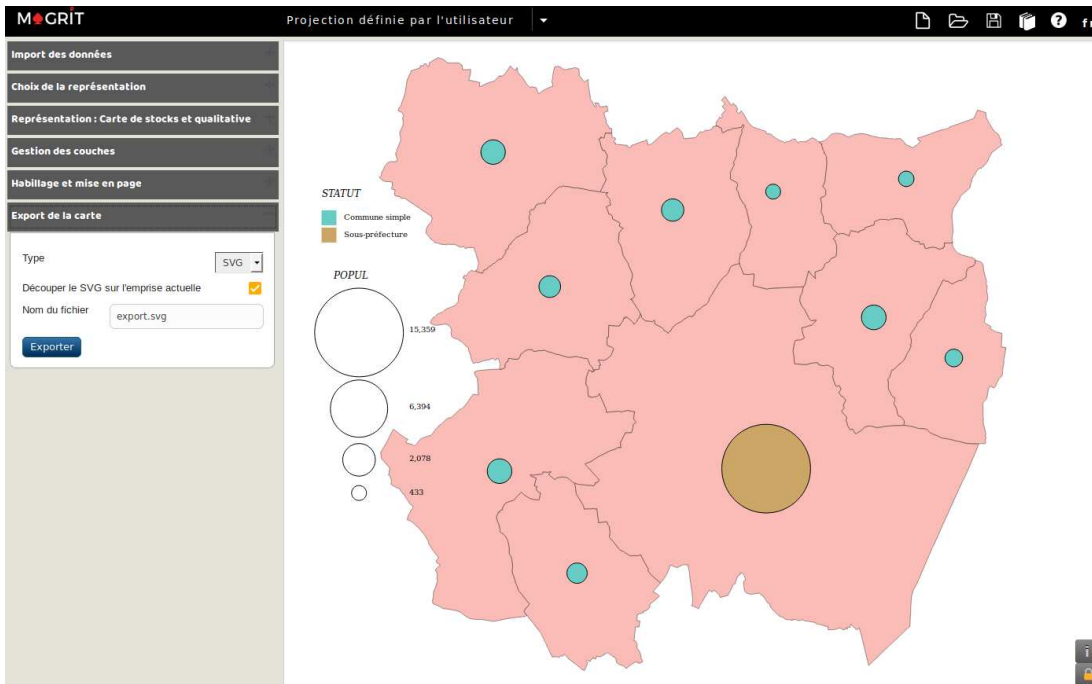 MAGRIT
Projection définie par l'utilisateur
Import des données
Choix de la représentation
Représentation : Carte de stocks et qualitative
Gestion des couches
Habillage et mise en page
Export de la carte
Type
SVG
Découper le SVG sur l'emprise actuelle
Nom du fichier
export.svg
Exporter
STATUT
Commune simple
Sous-préfecture
POPUL
15,359
6,394
2,078
433
i